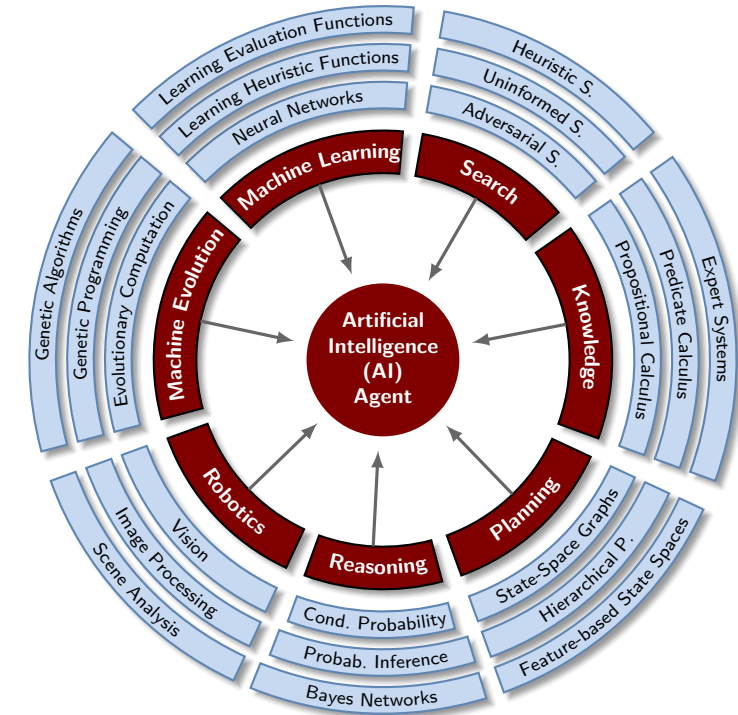 Learning Evaluation Functions
Learning Heuristic Functions
Neural Networks
Machine Learning
Heuristic S.
Uninformed S.
Adversarial S.
Search
Expert Systems
Predicate Calculus
Propositional Calculus
Knowledge
State-Space Graphs
Hierarchical P.
Feature-based State Spaces
Planning
Cond. Probability
Probab. Inference
Bayes Networks
Reasoning
Vision
Image Processing
Scene Analysis
Robotics
Genetic Algorithms
Genetic Programming
Evolutionary Computation
Machine Evolution
Artificial
Intelligence
(AI)
Agent